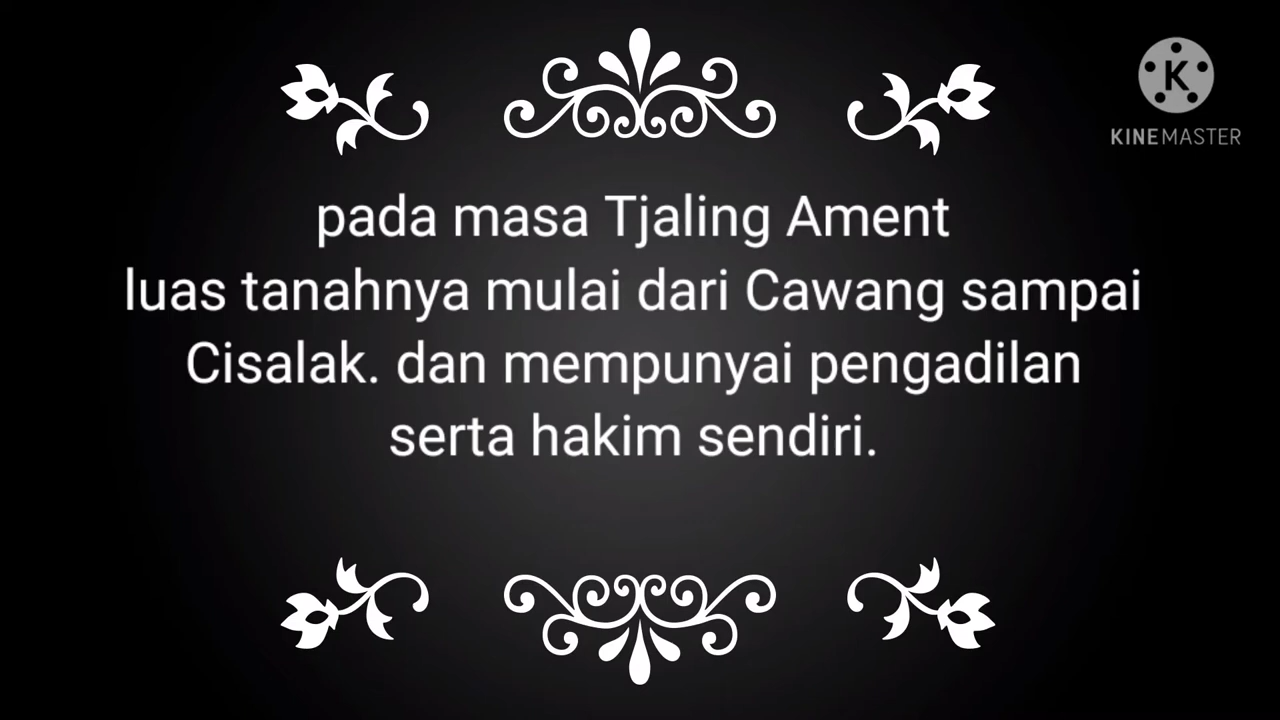 K
KINEMASTER
pada masa Tjaling Ament
luas tanahnya mulai dari Cawang sampai
Cisalak. dan mempunyai pengadilan
serta hakim sendiri.